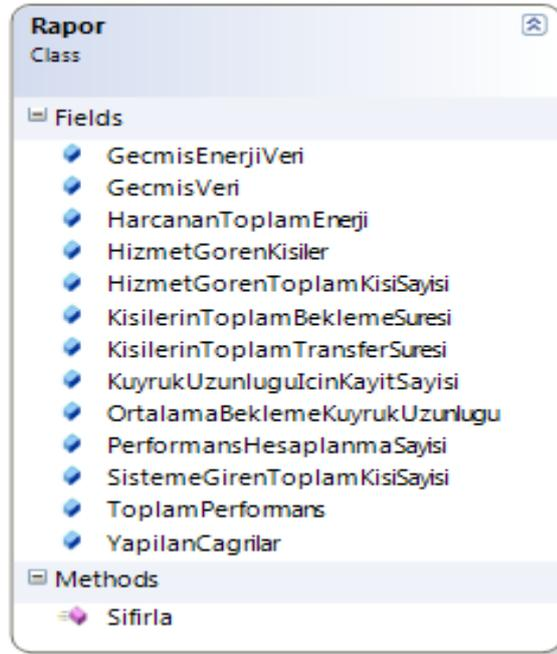 Rapor
Class
Fields
GecmisEnerjiVeri
GecmisVeri
HarcananToplamEnerji
HizmetGorenKisiler
HizmetGorenToplamKisiSayisi
KisilerinToplamBeklemeSuresi
KisilerinToplamTransferSuresi
KuyrukUzunluguIcinKayitSayisi
OrtalamaBeklemeKuyrukUzunlugu
PerformansHesaplanmaSayisi
SistemeGirenToplamKisiSayisi
ToplamPerformans
YapilanCagrilar
Methods
Sifirla